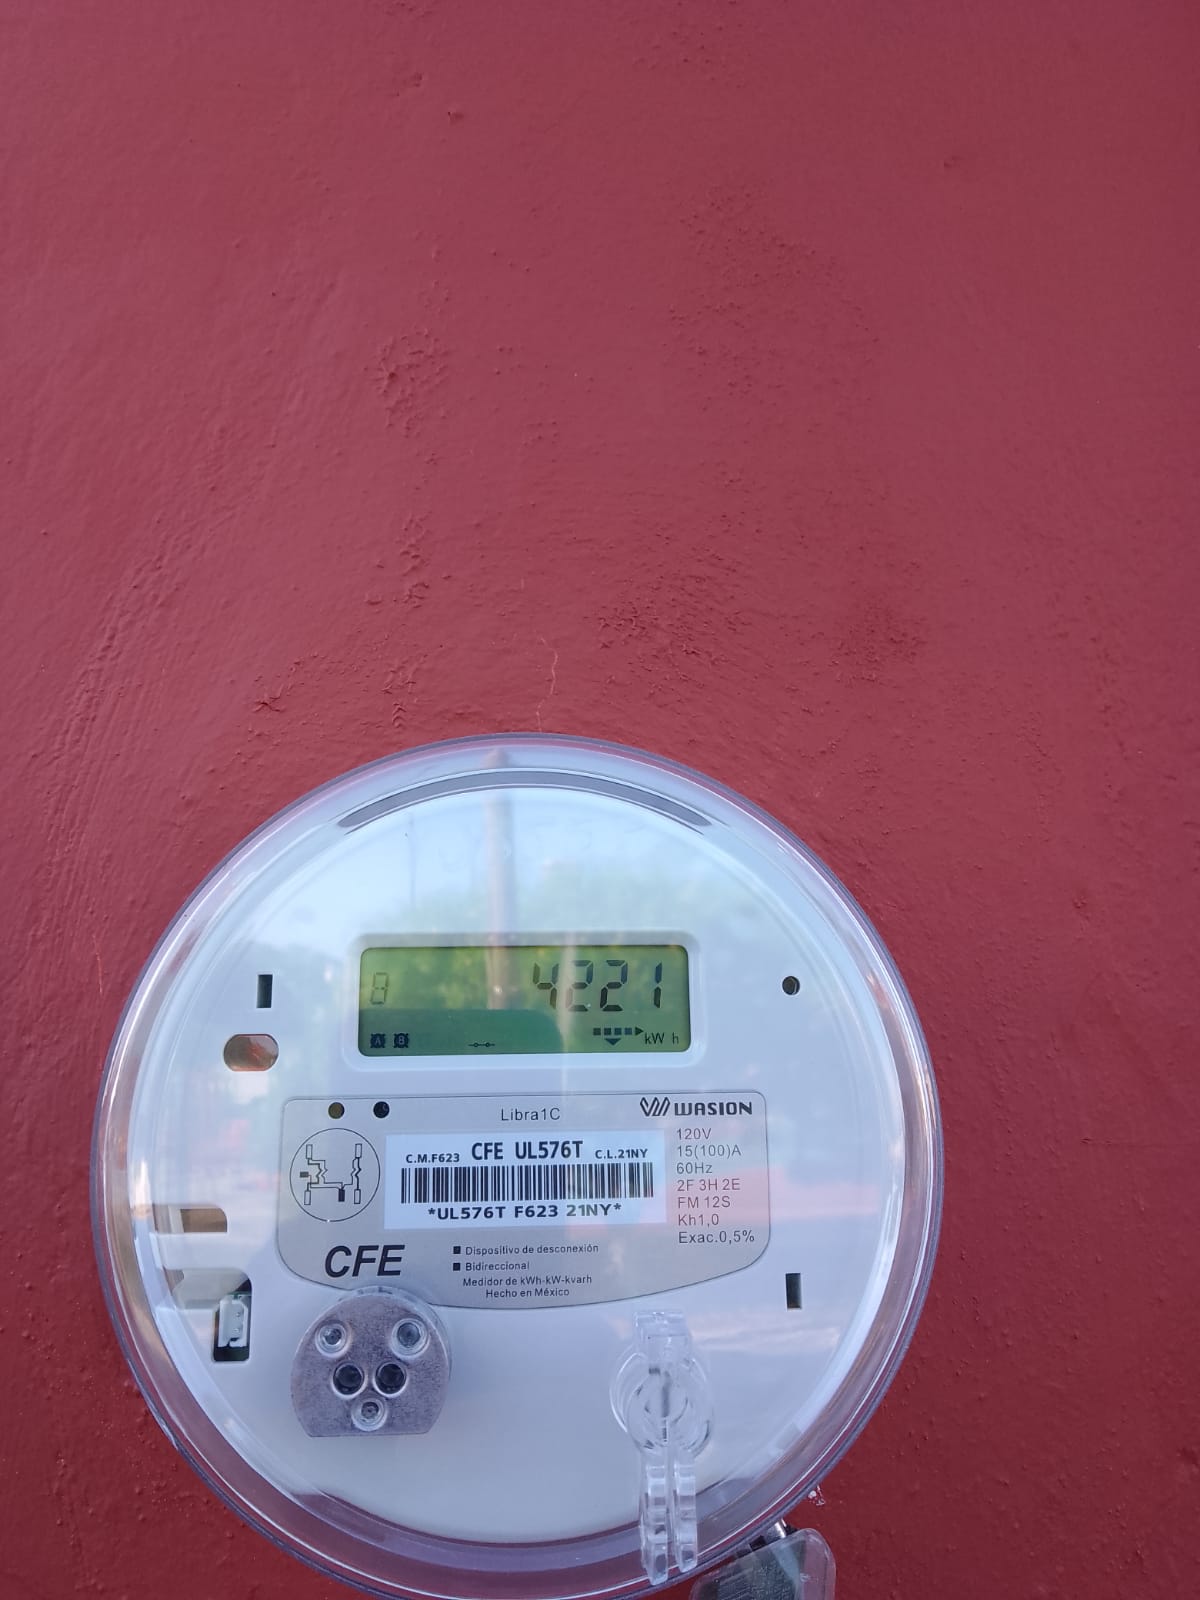 8 4221
A B kW h
Libra1C
WASION
C.M.F623 CFE UL576T C.L.21NY
*UL576T F623 21NY*
120V
15(100)A
60Hz
2F 3H 2E
FM 12S
Kh1,0
Exac.0,5%
CFE
Dispositivo de desconexión
Bidireccional
Medidor de kWh-kW-kvarh
Hecho en México